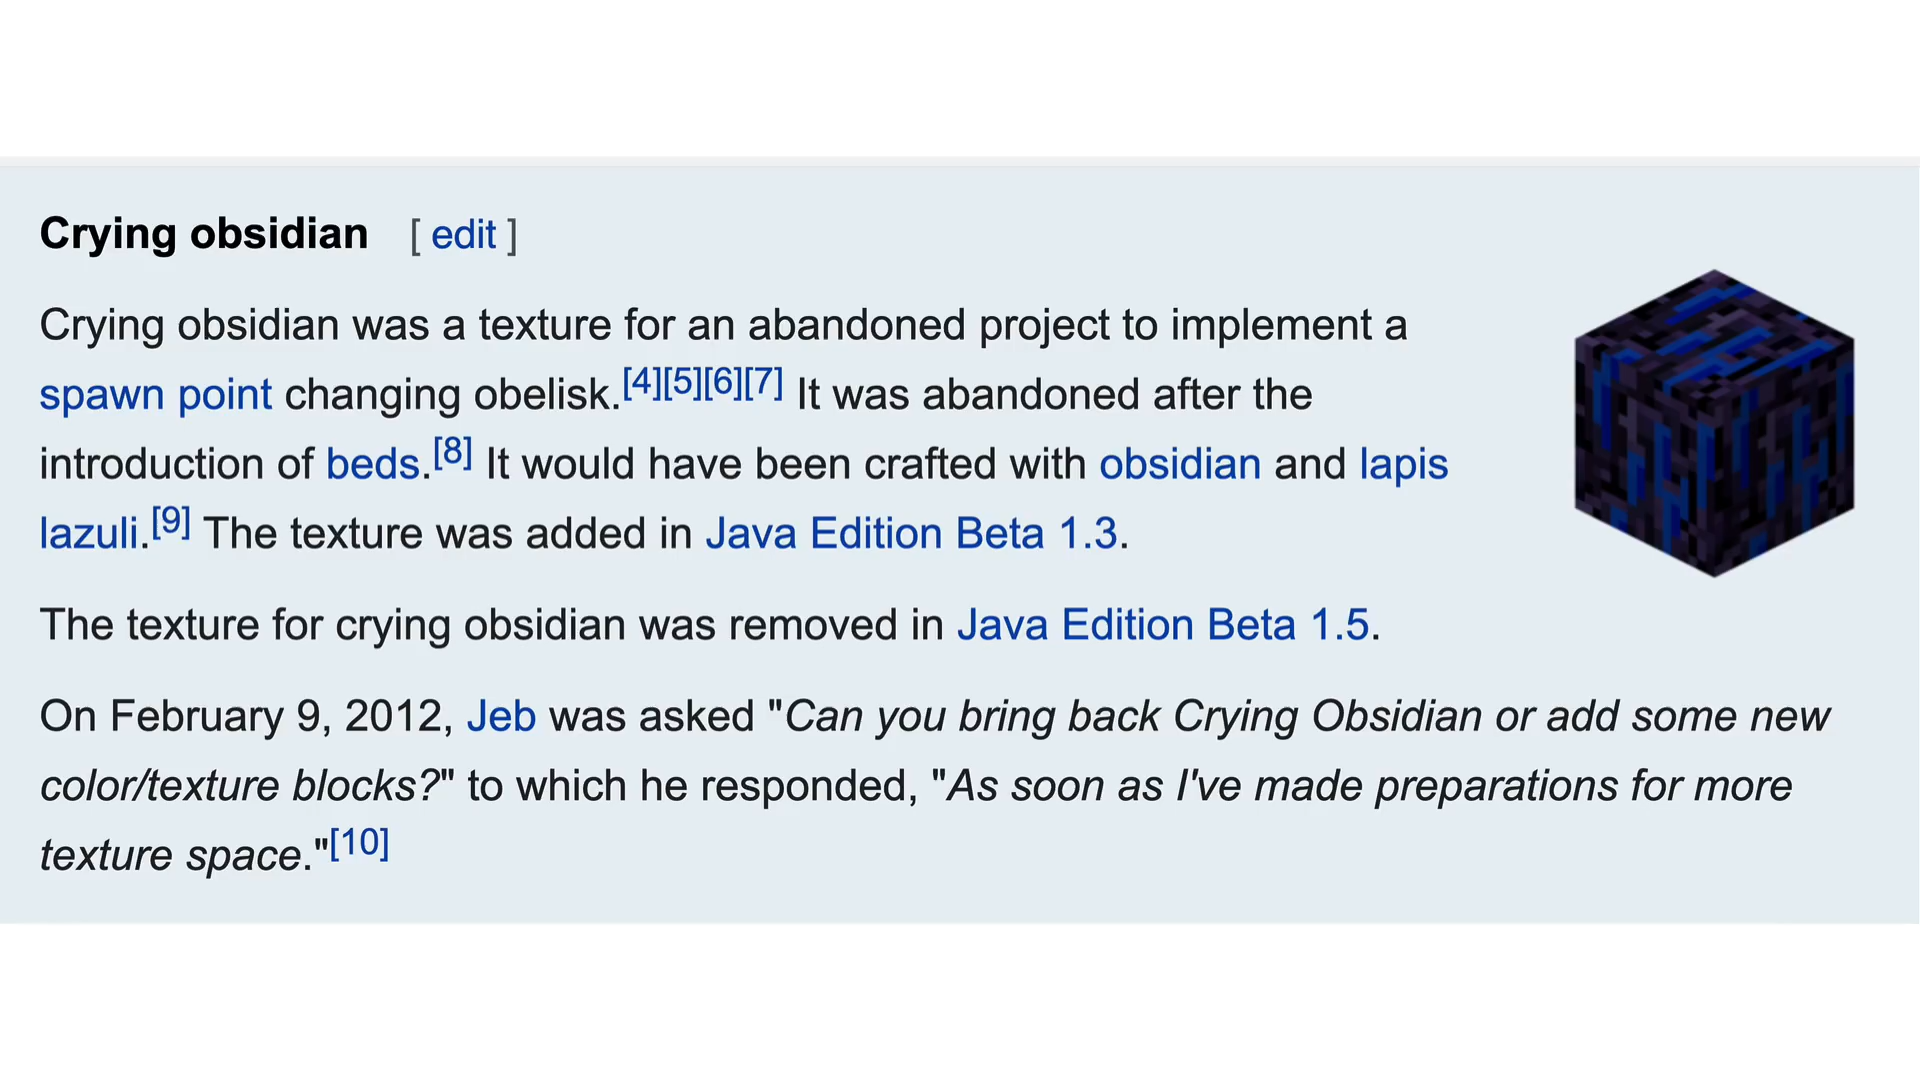 Crying obsidian [ edit ]
Crying obsidian was a texture for an abandoned project to implement a
spawn point changing obelisk.[4][5][6][7] It was abandoned after the
introduction of beds.[8] It would have been crafted with obsidian and lapis
lazuli.[9] The texture was added in Java Edition Beta 1.3.
The texture for crying obsidian was removed in Java Edition Beta 1.5.
On February 9, 2012, Jeb was asked "Can you bring back Crying Obsidian or add some new
color/texture blocks?" to which he responded, "As soon as I've made preparations for more
texture space."[10]